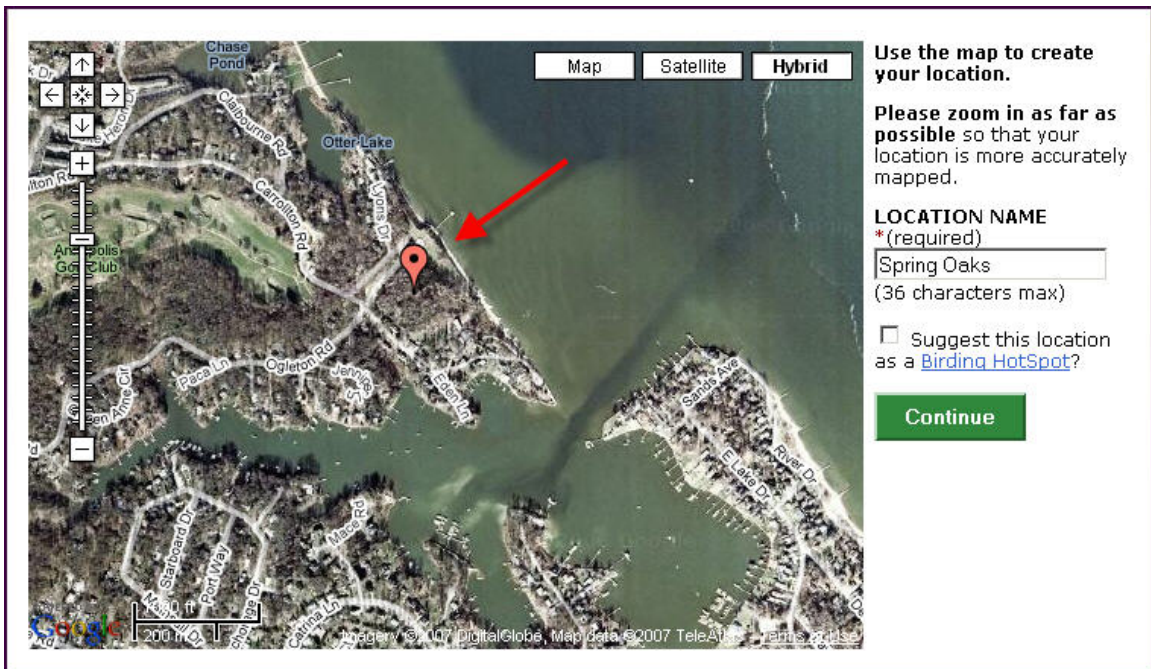 Chase
Pond
Map
Satellite
Hybrid
Claibourne Rd
Otter Lake
Carrollton Rd
Lyons Dr
Golf Club
Ogleton Rd
Paca Ln
Eden Ln
Sands Ave
River Dr
E Lake Dr
Mace Rd
Starboard Dr
Port Way
Catrina Ln
200 m
Google
Imagery ©2007 DigitalGlobe, Map data ©2007 TeleAtlas - Terms of Use
Use the map to create
your location.
Please zoom in as far as
possible so that your
location is more accurately
mapped.
LOCATION NAME
*(required)
Spring Oaks
(36 characters max)
Suggest this location
as a Birding HotSpot?
Continue